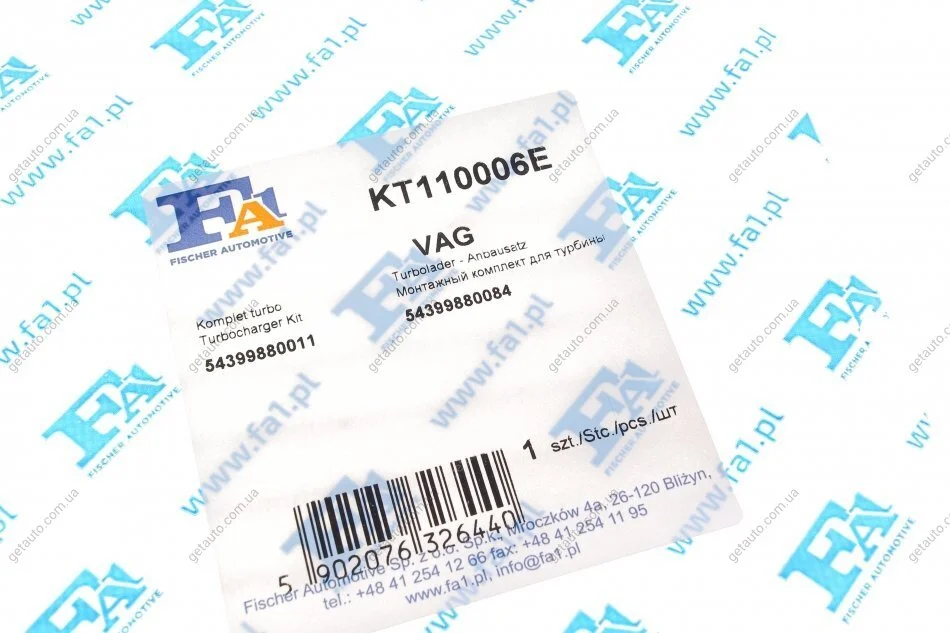 KT110006E
FA1
FISCHER AUTOMOTIVE
VAG
Turbolader - Anbausatz
Монтажный комплект для турбины
54399880084
Komplet turbo
Turbocharger Kit
54399880011
1 szt./Stc./pcs./шт
5 902076 326440
Fischer Automotive Sp. z o.o. Sp.k. Mroczków 4a, 26-120 Bliżyn,
tel.: +48 41 254 12 66 fax: +48 41 254 11 95
www.fa1.pl, info@fa1.pl
www.fa1.pl
getauto.com.ua